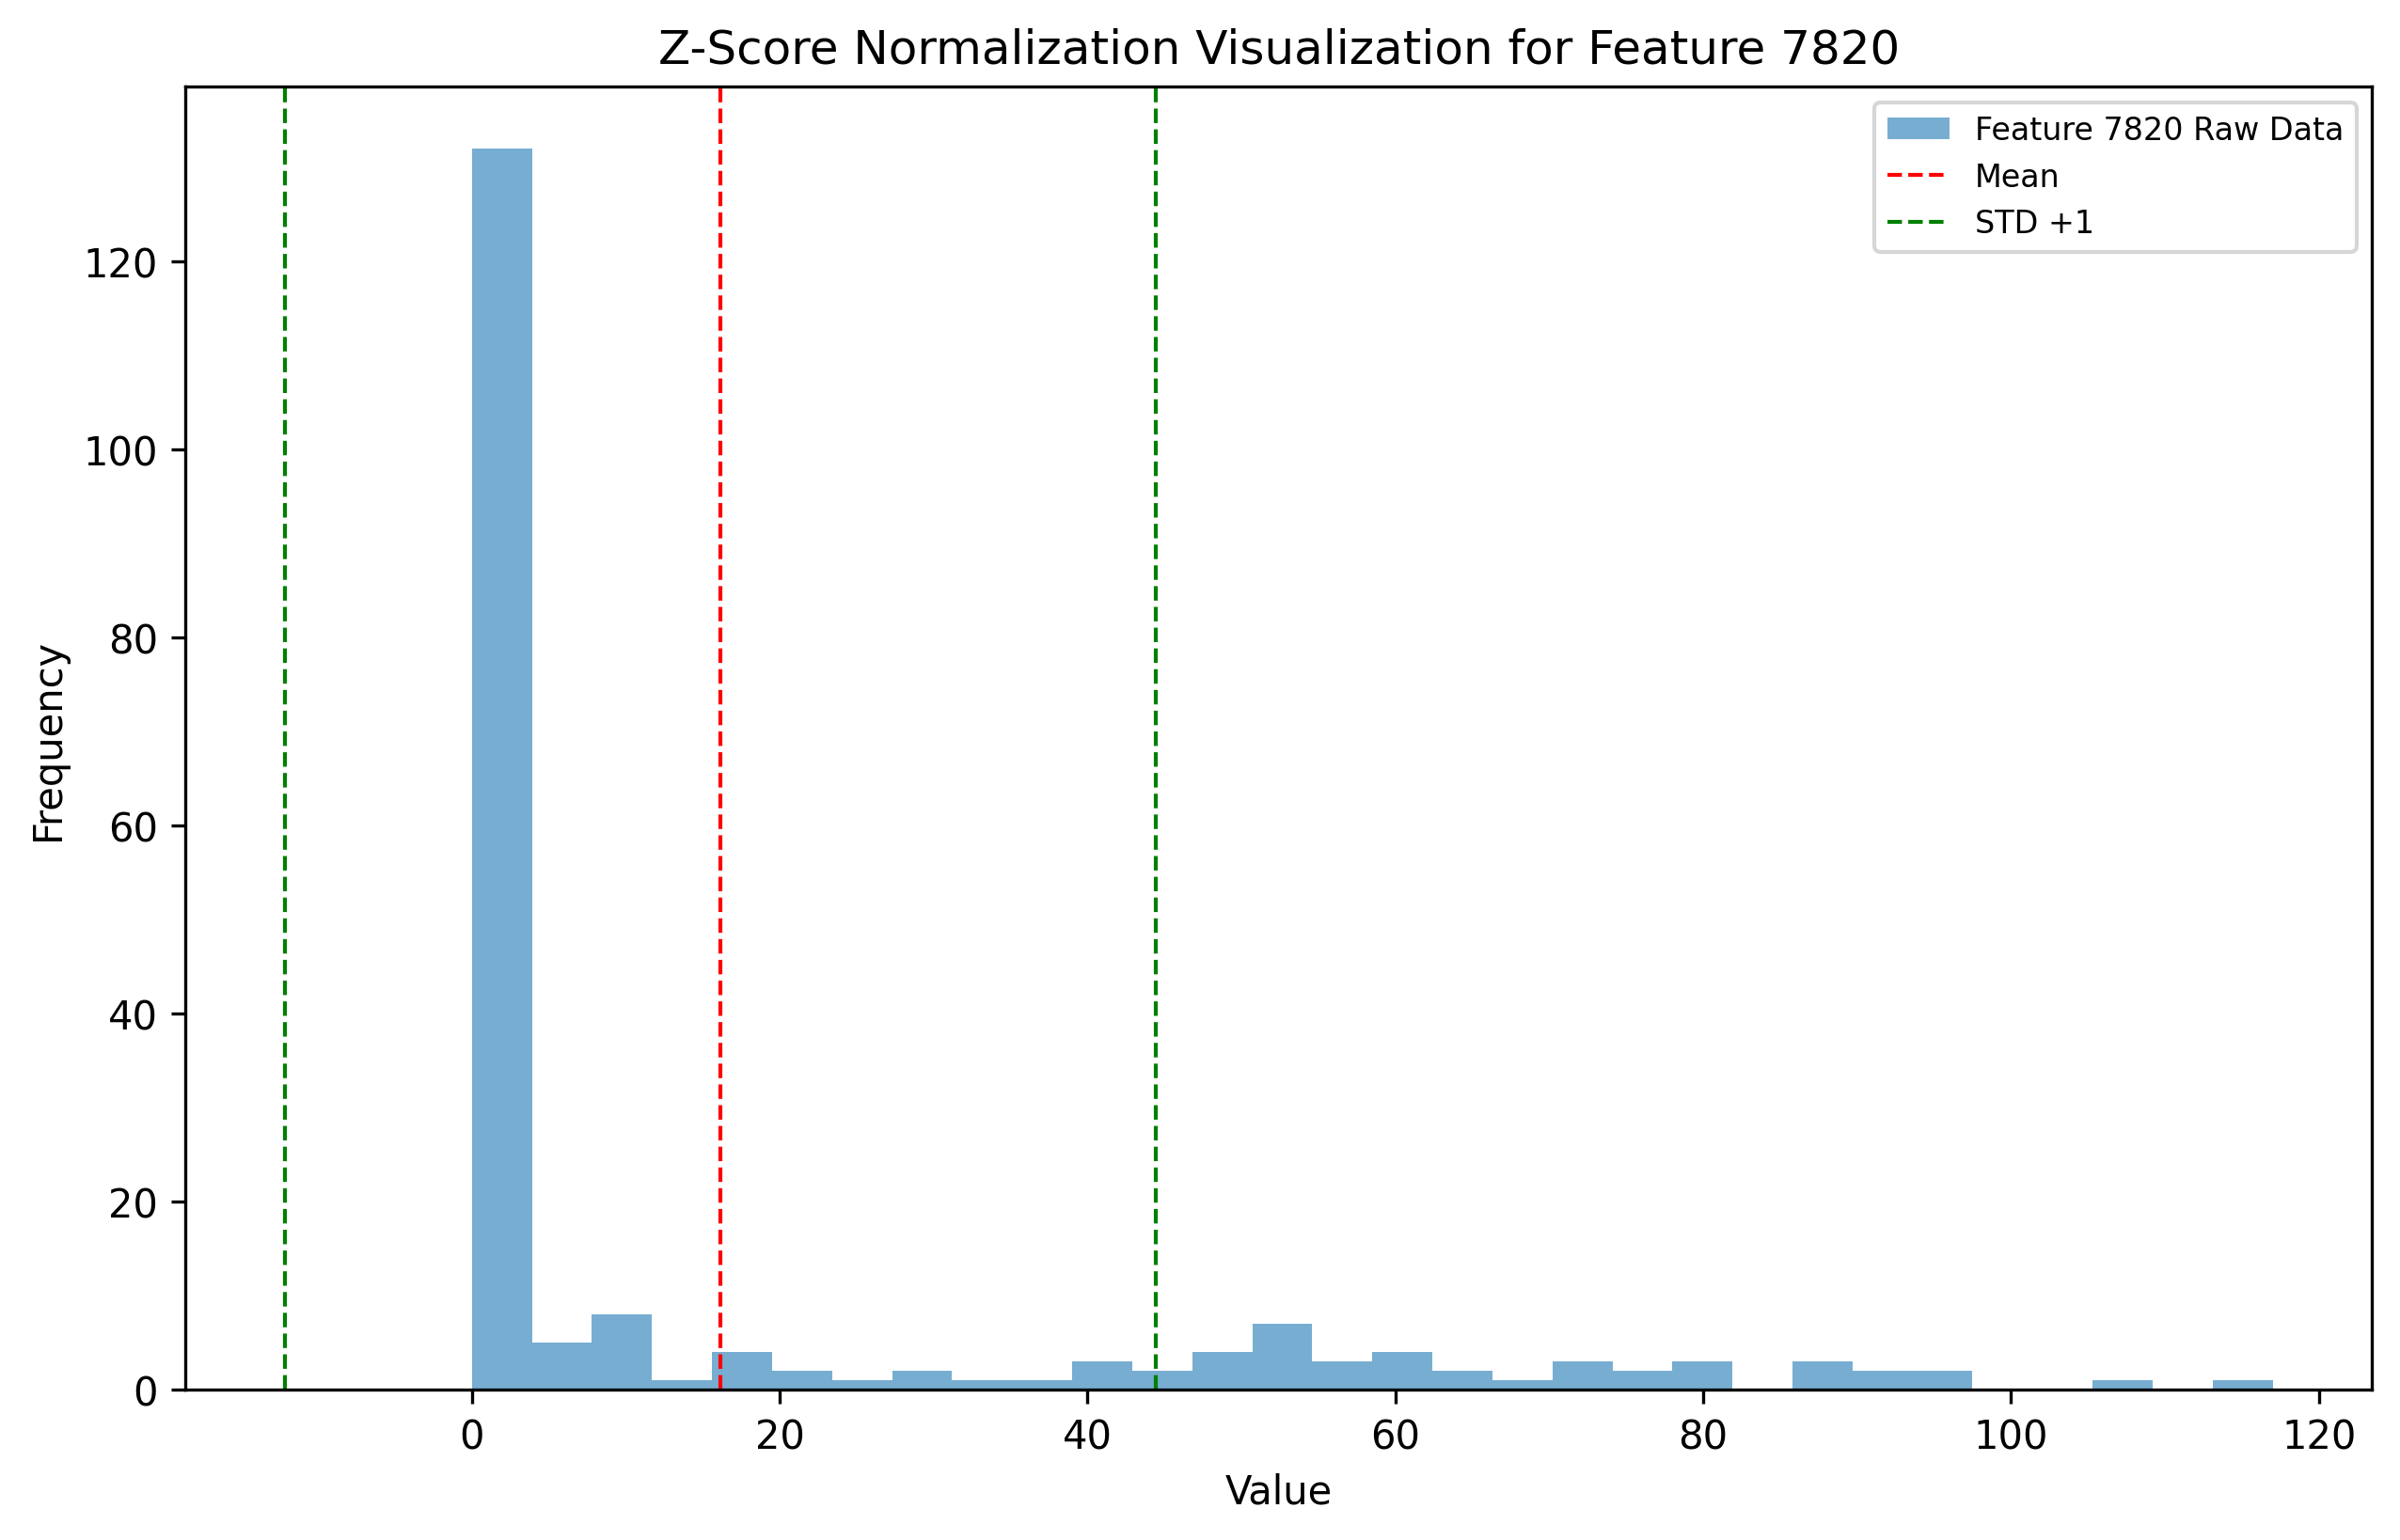 Z-Score Normalization Visualization for Feature 7820
Feature 7820 Raw Data
Mean
STD +1
120
100
80
60
40
20
0
Frequency
0 20 40 60 80 100 120
Value